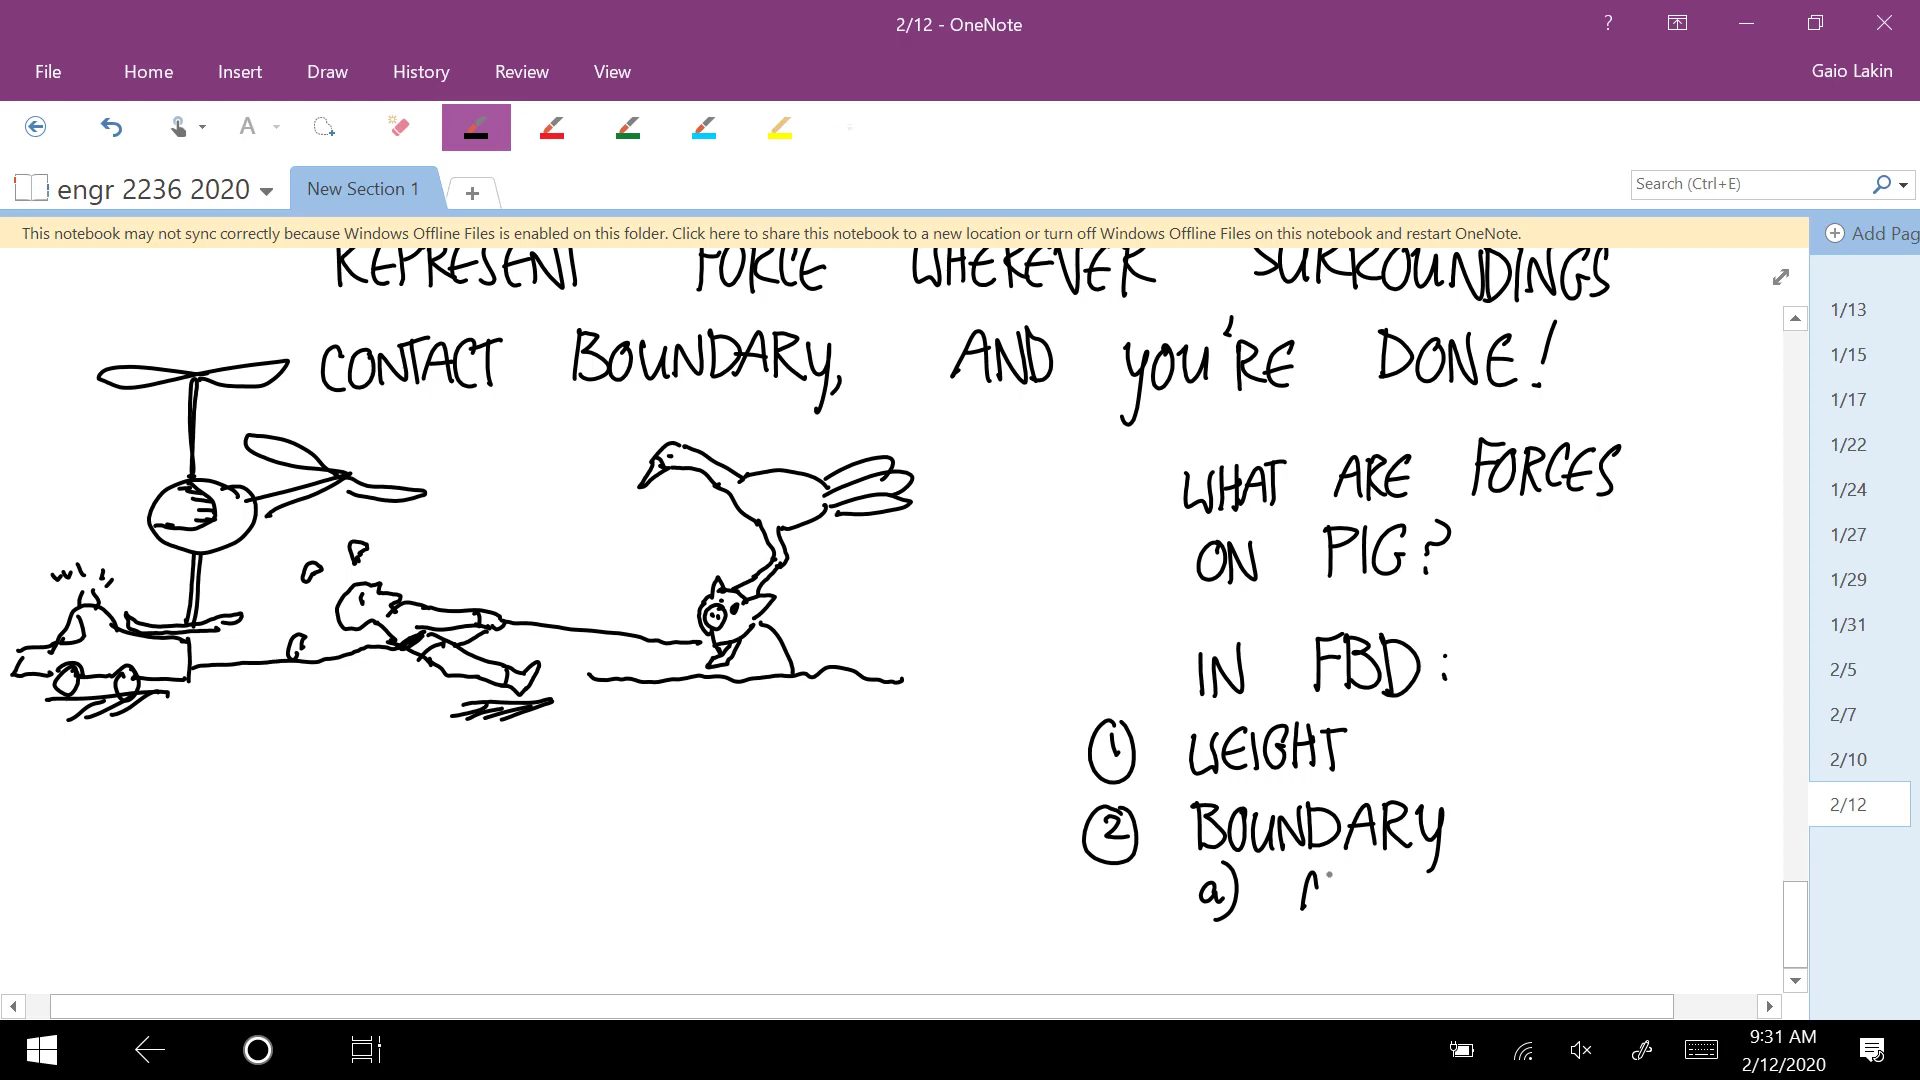 2/12 - OneNote
File Home Insert Draw History Review View
Gaio Lakin
engr 2236 2020
New Section 1
Search (Ctrl+E)
This notebook may not sync correctly because Windows Offline Files is enabled on this folder. Click here to share this notebook to a new location or turn off Windows Offline Files on this notebook and restart OneNote.
Add Pag
REPRESENT FORCE WHEREVER SURROUNDINGS
CONTACT BOUNDARY, AND YOU'RE DONE!
WHAT ARE FORCES
ON PIG?
IN FBD:
1 WEIGHT
2 BOUNDARY
a)
1/13
1/15
1/17
1/22
1/24
1/27
1/29
1/31
2/5
2/7
2/10
2/12
9:31 AM
2/12/2020